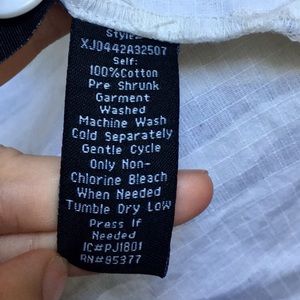 Style:
XJ0442A32507
Self:
100%Cotton
Pre Shrunk
Garment
Washed
Machine Wash
Cold Separately
Gentle Cycle
Only Non-
Chlorine Bleach
When Needed
Tumble Dry Low
Press If
Needed
IC#PJ1801
RN#95377